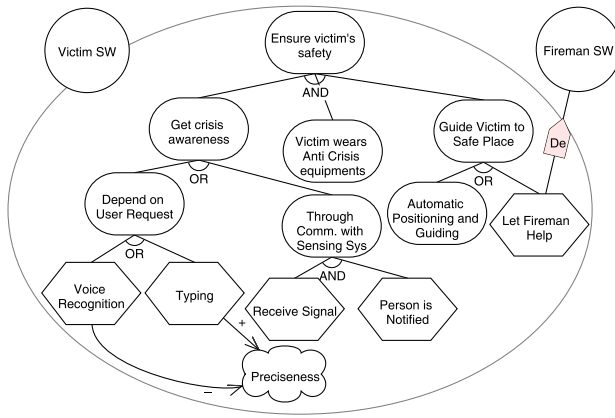 Victim SW
Ensure victim's
safety
Fireman SW
AND
Get crisis
awareness
Victim wears
Anti Crisis
equipments
Guide Victim to
Safe Place
De
OR
OR
Depend on
User Request
Through
Comm. with
Sensing Sys
Automatic
Positioning and
Guiding
Let Fireman
Help
OR
AND
Voice
Recognition
Typing
Receive Signal
Person is
Notified
+
Preciseness
–